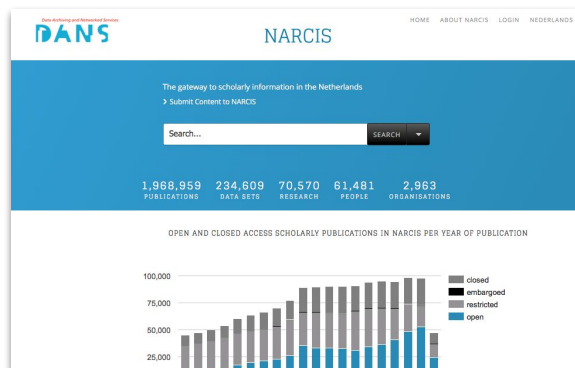 Data Archiving and Networked Services
DANS
NARCIS
HOME ABOUT NARCIS LOGIN NEDERLANDS
The gateway to scholarly information in the Netherlands
> Submit Content to NARCIS
Search...
SEARCH
1,968,959 234,609 70,570 61,481 2,963
PUBLICATIONS DATA SETS RESEARCH PEOPLE ORGANISATIONS
OPEN AND CLOSED ACCESS SCHOLARLY PUBLICATIONS IN NARCIS PER YEAR OF PUBLICATION
100,000
75,000
50,000
25,000
closed
embargoed
restricted
open